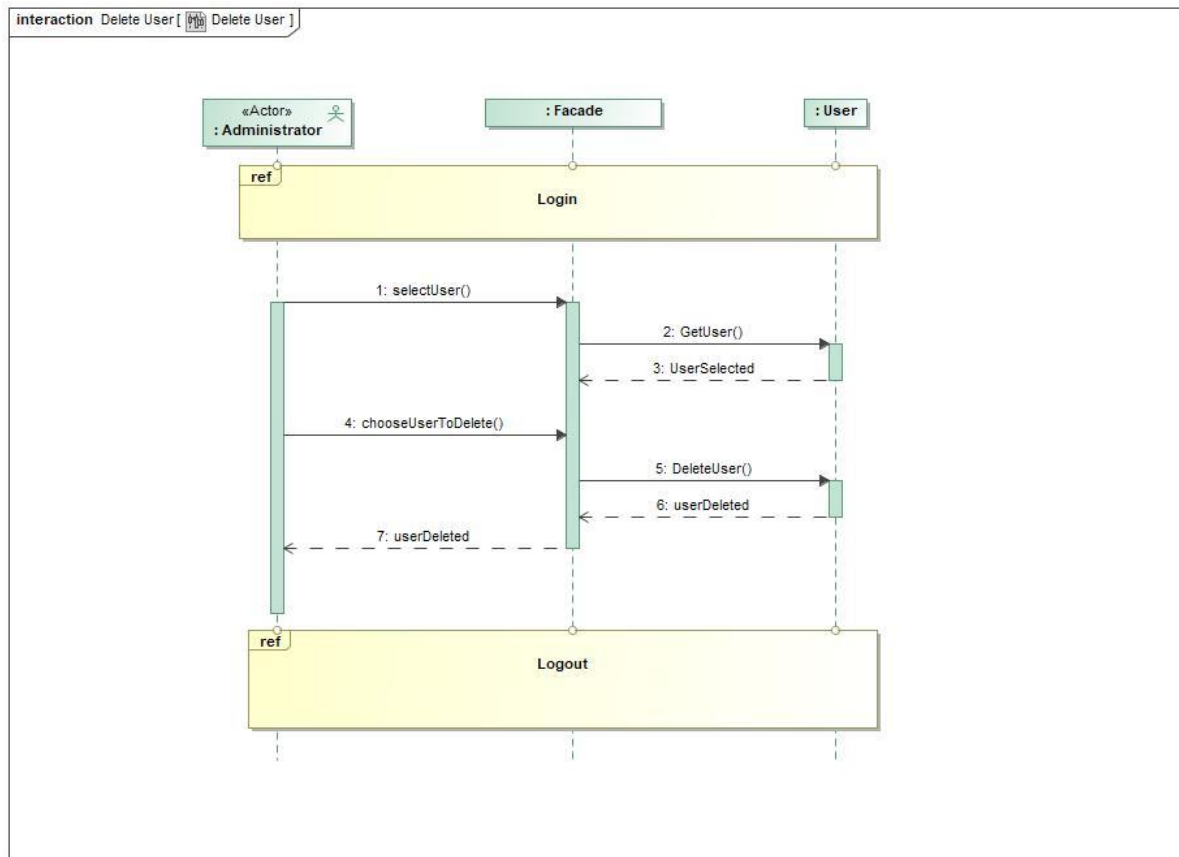 interaction Delete User [ Delete User ]
«Actor»
: Administrator
: Facade
: User
ref
Login
1: selectUser()
2: GetUser()
3: UserSelected
4: chooseUserToDelete()
5: DeleteUser()
6: userDeleted
7: userDeleted
ref
Logout